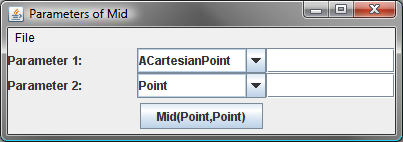 Parameters of Mid
File
Parameter 1: ACartesianPoint
Parameter 2: Point
Mid(Point,Point)